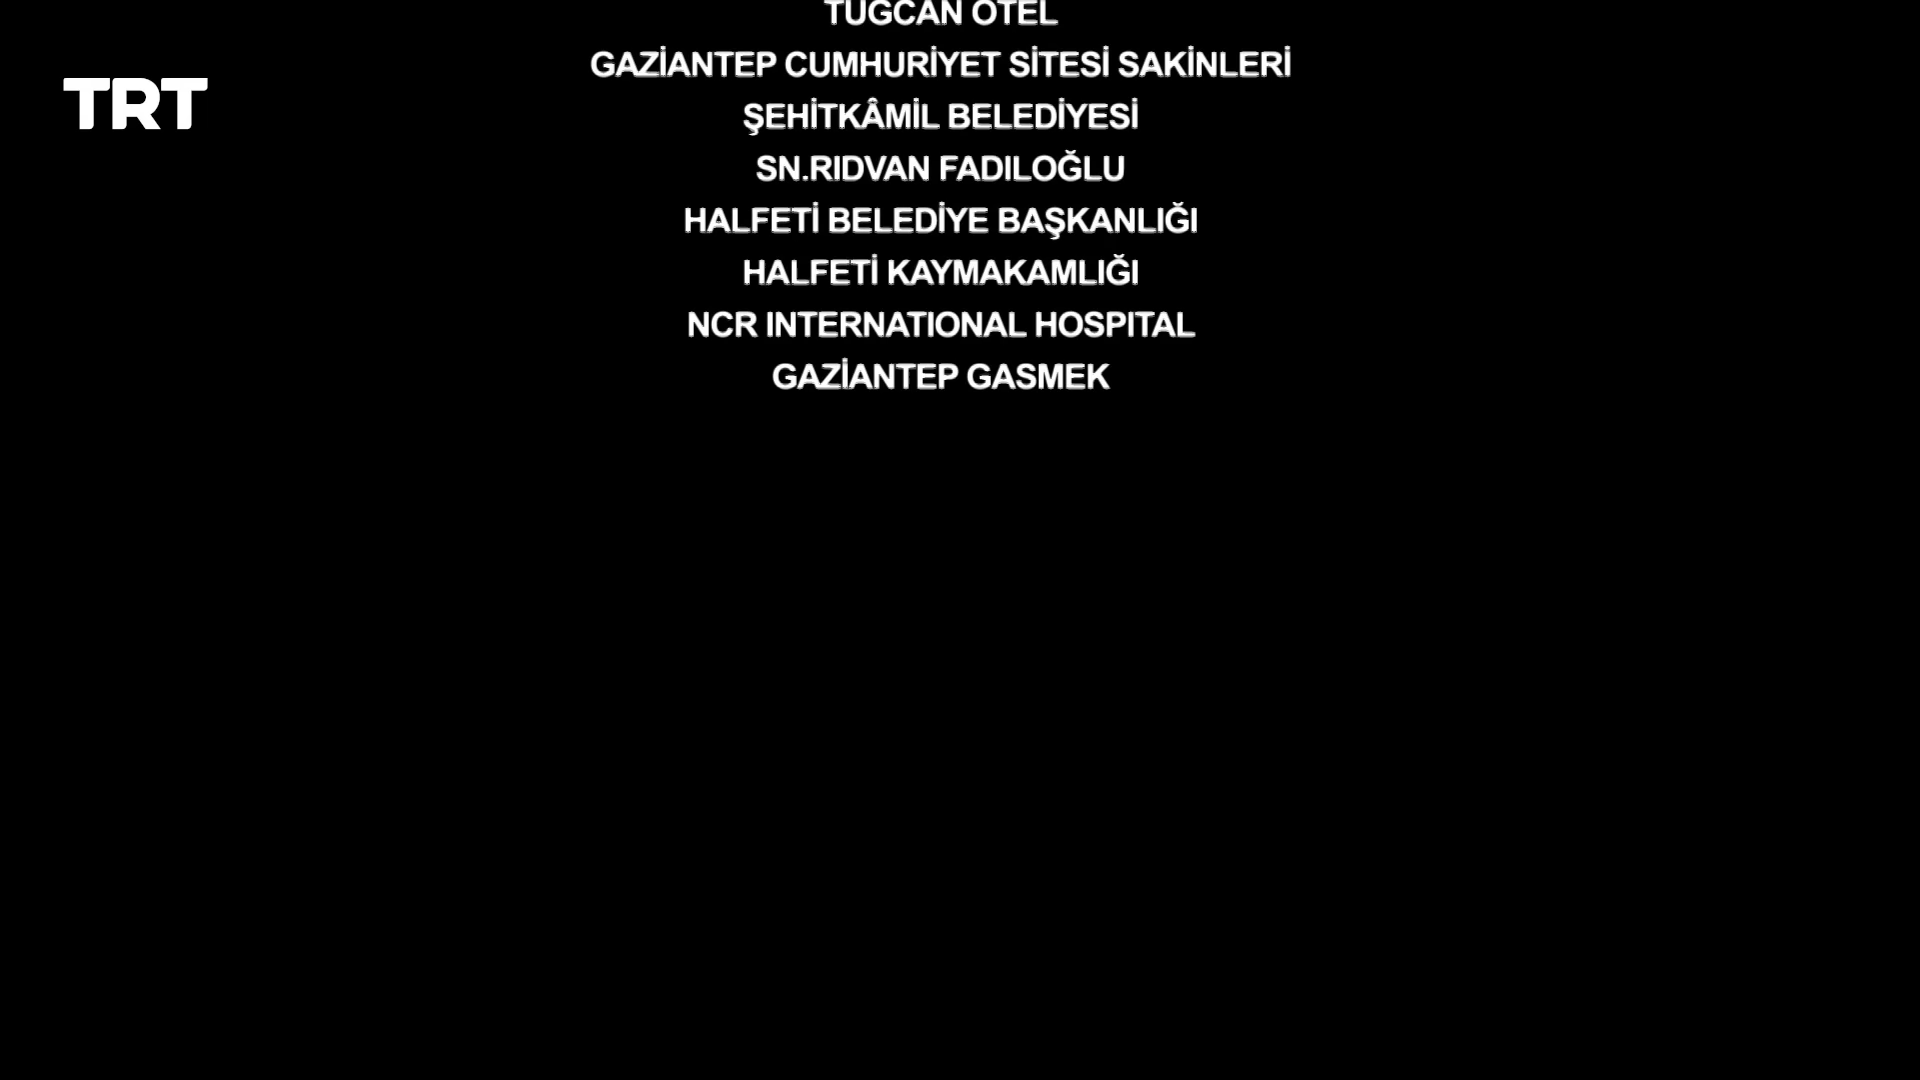 TUĞCAN OTEL
GAZİANTEP CUMHURİYET SİTESİ SAKİNLERİ
TRT
ŞEHİTKÂMİL BELEDİYESİ
SN.RIDVAN FADILOĞLU
HALFETİ BELEDİYE BAŞKANLIĞI
HALFETİ KAYMAKAMLIĞI
NCR INTERNATIONAL HOSPITAL
GAZİANTEP GASMEK